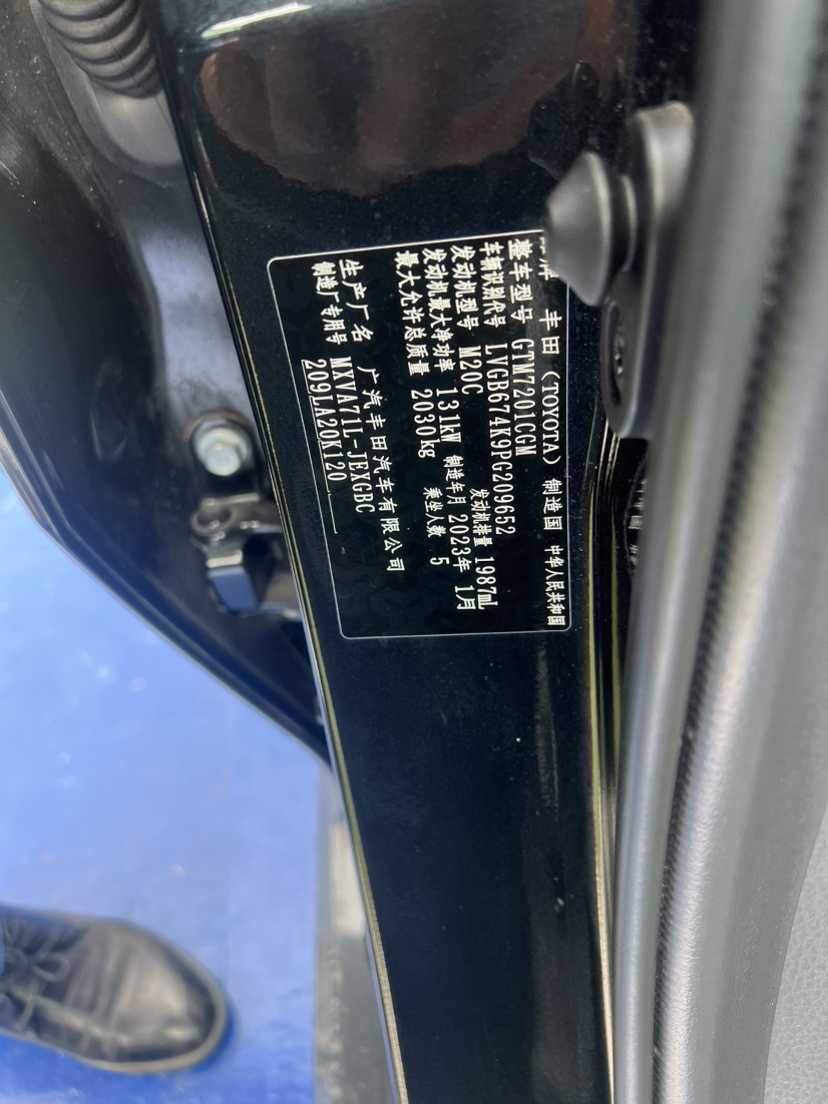 品牌 丰田（TOYOTA） 制造国 中华人民共和国
整车型号 GTM7201CGM
车辆识别代号 LVGB674K9PG209652
发动机型号 M20C 发动机排量 1987mL
发动机最大净功率 131kW 制造年月 2023年 1月
最大允许总质量 2030kg 乘坐人数 5
生产厂名 广汽丰田汽车有限公司
制造厂专用号 MXVA71L-JEXGBC
209LA20K120